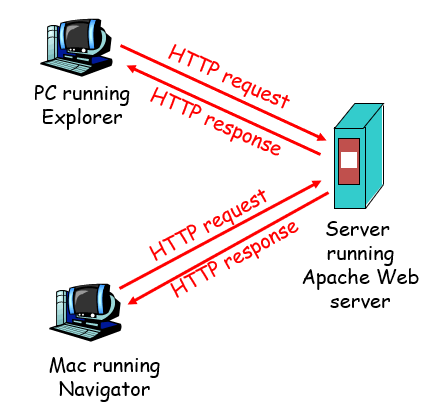 HTTP request
HTTP response
PC running
Explorer
HTTP request
HTTP response
Server
running
Apache Web
server
Mac running
Navigator